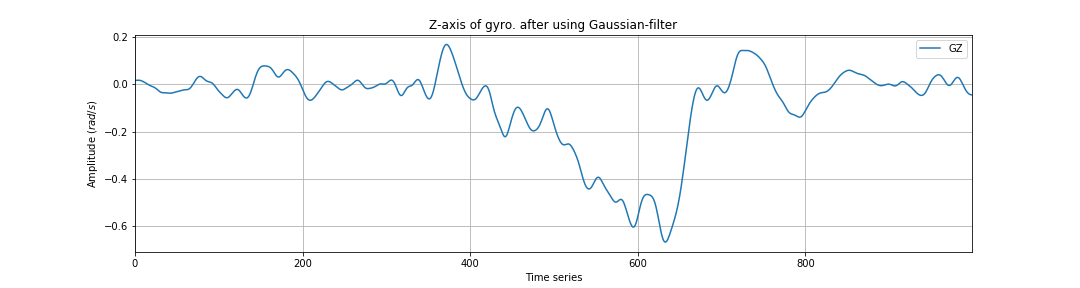 Z-axis of gyro. after using Gaussian-filter
GZ
Amplitude (rad/s)
0.2
0.0
−0.2
−0.4
−0.6
0 200 400 600 800
Time series